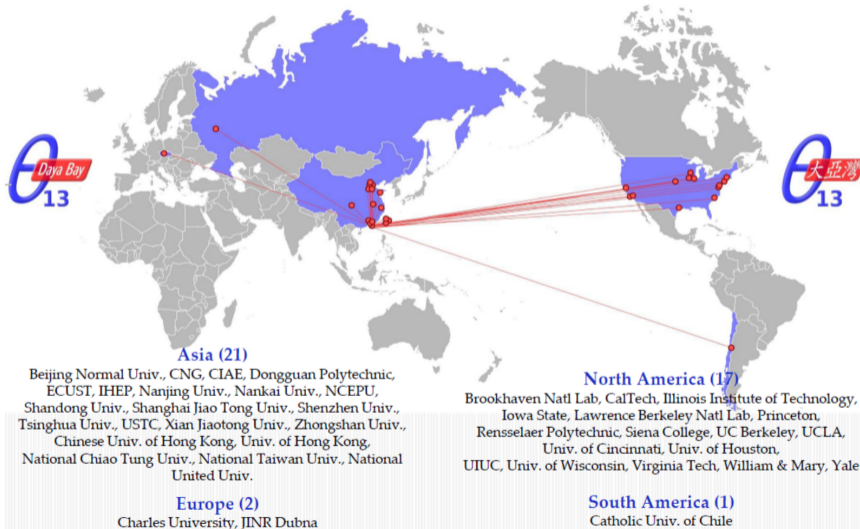 θ13 Daya Bay
θ13 大亞灣
Asia (21)
Beijing Normal Univ., CNG, CIAE, Dongguan Polytechnic,
ECUST, IHEP, Nanjing Univ., Nankai Univ., NCEPU,
Shandong Univ., Shanghai Jiao Tong Univ., Shenzhen Univ.,
Tsinghua Univ., USTC, Xian Jiaotong Univ., Zhongshan Univ.,
Chinese Univ. of Hong Kong, Univ. of Hong Kong,
National Chiao Tung Univ., National Taiwan Univ., National
United Univ.
Europe (2)
Charles University, JINR Dubna
North America (17)
Brookhaven Natl Lab, CalTech, Illinois Institute of Technology,
Iowa State, Lawrence Berkeley Natl Lab, Princeton,
Rensselaer Polytechnic, Siena College, UC Berkeley, UCLA,
Univ. of Cincinnati, Univ. of Houston,
UIUC, Univ. of Wisconsin, Virginia Tech, William & Mary, Yale
South America (1)
Catholic Univ. of Chile